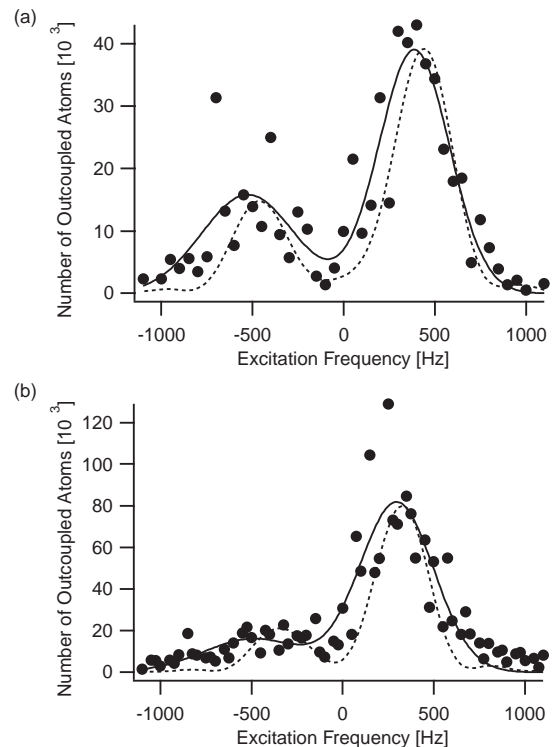 (a)
Number of Outcoupled Atoms [10 3]
40
30
20
10
0
-1000 -500 0 500 1000
Excitation Frequency [Hz]
(b)
Number of Outcoupled Atoms [10 3]
120
100
80
60
40
20
0
-1000 -500 0 500 1000
Excitation Frequency [Hz]